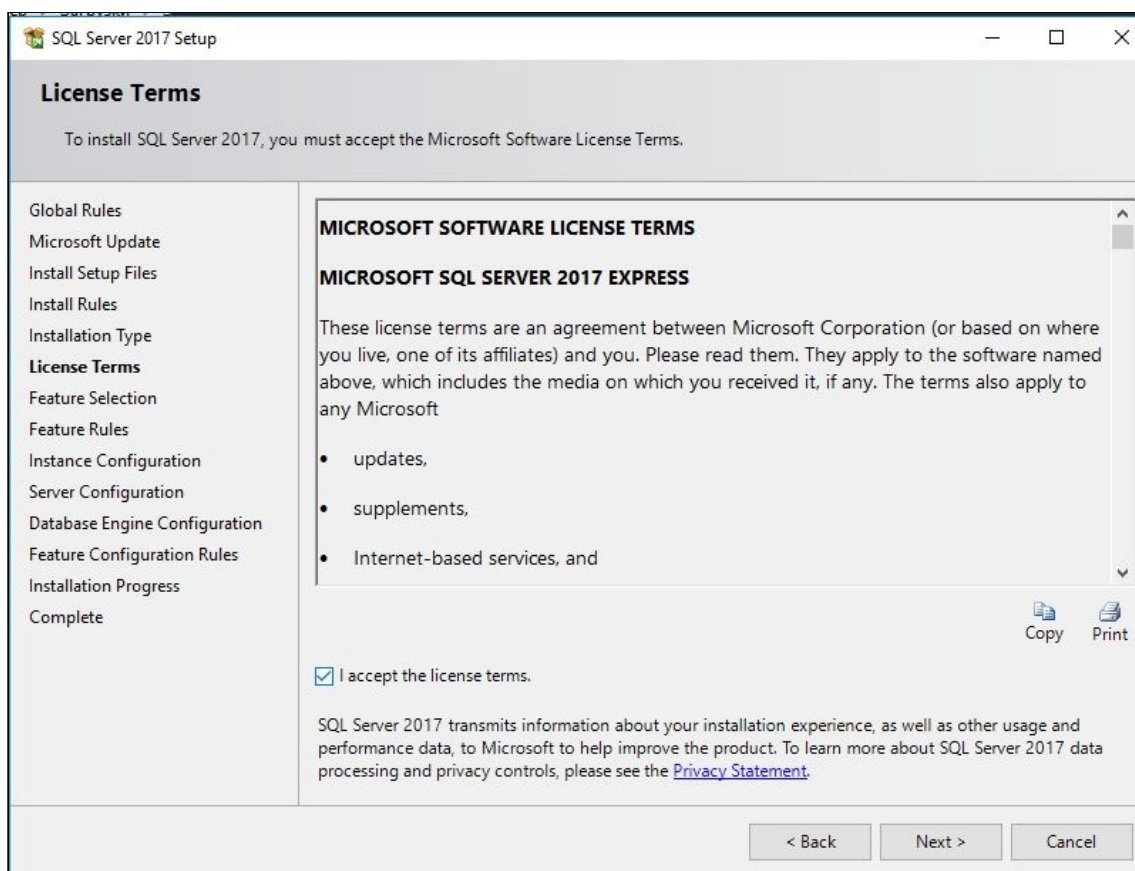 SQL Server 2017 Setup
License Terms
To install SQL Server 2017, you must accept the Microsoft Software License Terms.
Global Rules
Microsoft Update
Install Setup Files
Install Rules
Installation Type
License Terms
Feature Selection
Feature Rules
Instance Configuration
Server Configuration
Database Engine Configuration
Feature Configuration Rules
Installation Progress
Complete
MICROSOFT SOFTWARE LICENSE TERMS
MICROSOFT SQL SERVER 2017 EXPRESS
These license terms are an agreement between Microsoft Corporation (or based on where
you live, one of its affiliates) and you. Please read them. They apply to the software named
above, which includes the media on which you received it, if any. The terms also apply to
any Microsoft
• updates,
• supplements,
• Internet-based services, and
Copy Print
I accept the license terms.
SQL Server 2017 transmits information about your installation experience, as well as other usage and
performance data, to Microsoft to help improve the product. To learn more about SQL Server 2017 data
processing and privacy controls, please see the Privacy Statement.
< Back Next > Cancel